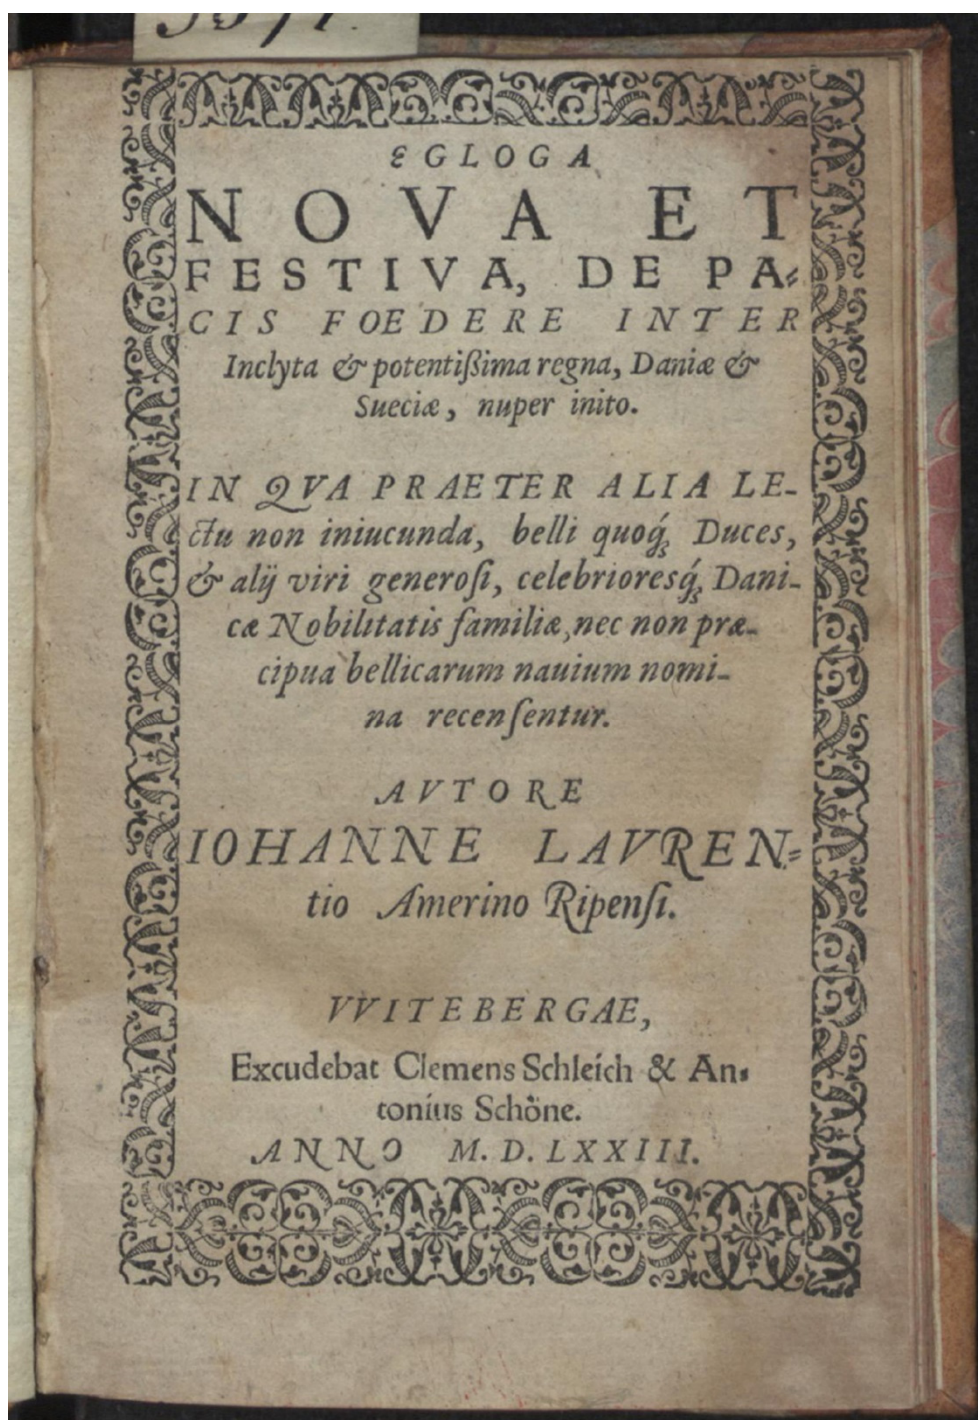 ƐGLOGA
NOVA ET
FESTIVA, DE PA⸗
CIS FOEDERE INTER
Inclyta & potentißima regna, Daniæ &
Sueciæ, nuper inito.
IN QVA PRAETER ALIA LE-
ctu non iniucunda, belli quoq́ꝫ Duces,
& alij viri generoſi, celebrioresq́ꝫ Dani-
cæ Nobilitatis familiæ, nec non præ-
cipua bellicarum nauium nomi-
na recenſentur.
AVTORE
IOHANNE LAVREN⸗
tio Amerino Ripenſi.
VVITEBERGAE,
Excudebat Clemens Schleich & An⸗
tonius Schöne.
ANNO M. D. LXXIII.